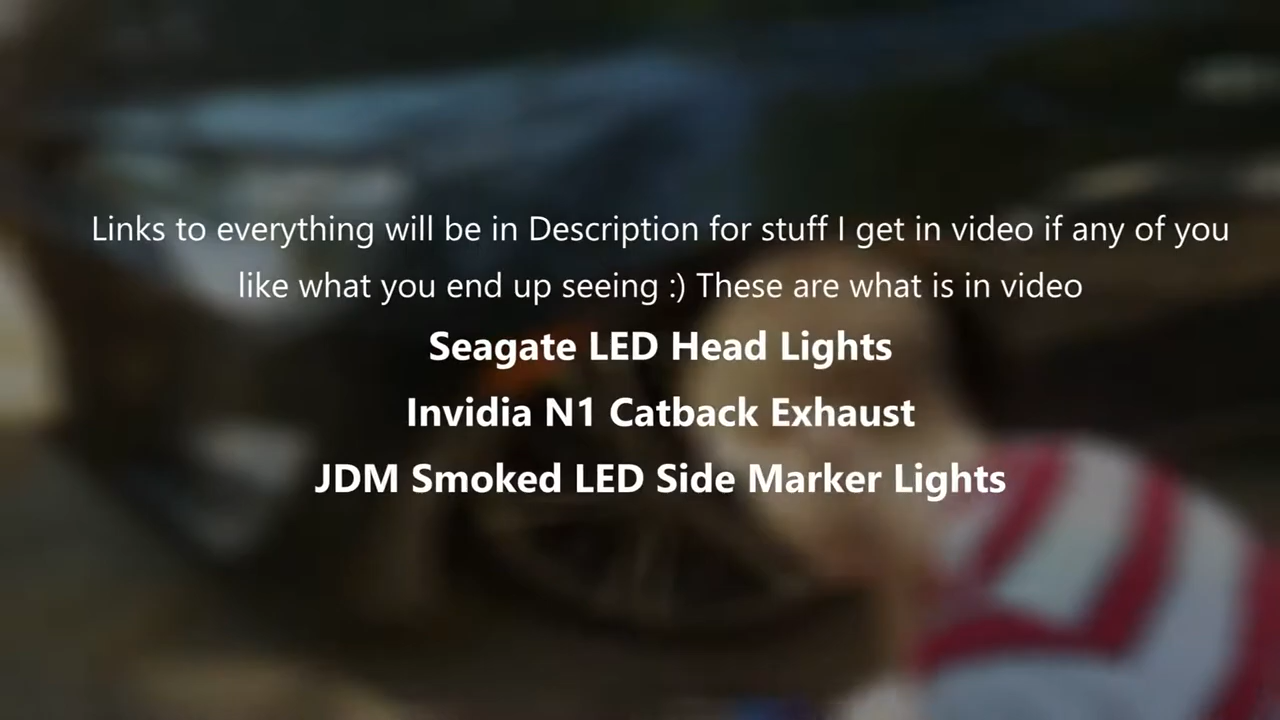 Links to everything will be in Description for stuff I get in video if any of you
like what you end up seeing :) These are what is in video
Seagate LED Head Lights
Invidia N1 Catback Exhaust
JDM Smoked LED Side Marker Lights